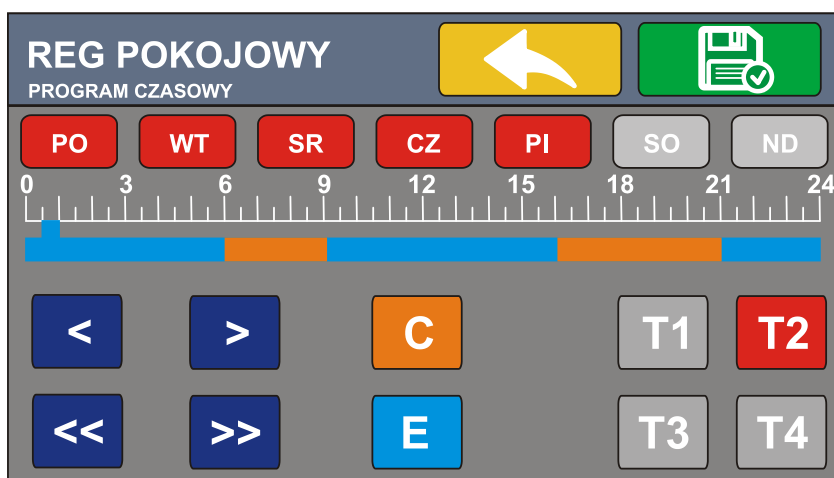 REG POKOJOWY
PROGRAM CZASOWY
PO WT SR CZ PI SO ND
0 3 6 9 12 15 18 21 24
< > C T1 T2
<< >> E T3 T4